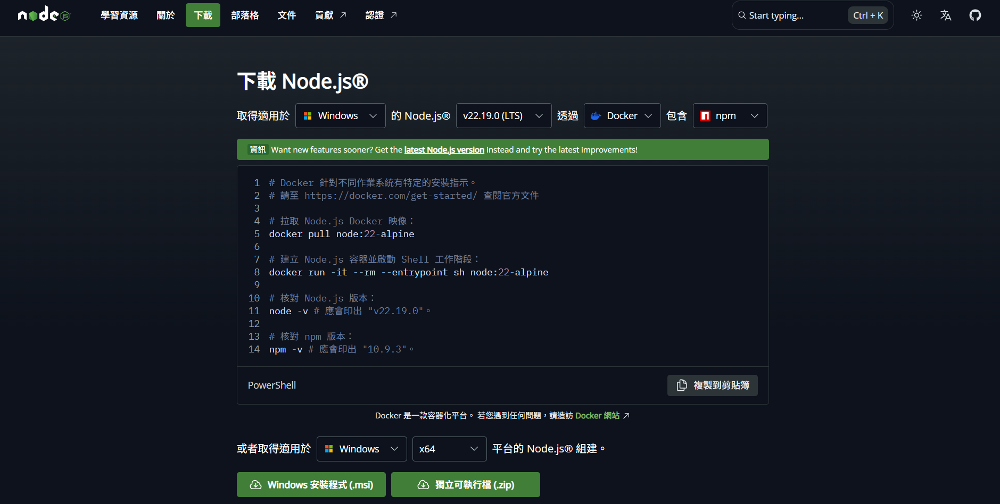 node JS
學習資源 關於 下載 部落格 文件 貢獻 認證 Start typing... Ctrl + K
下載 Node.js®
取得適用於 Windows 的 Node.js® v22.19.0 (LTS) 透過 Docker 包含 npm
資訊 Want new features sooner? Get the latest Node.js version instead and try the latest improvements!
1 # Docker 針對不同作業系統有特定的安裝指示。
2 # 請至 https://docker.com/get-started/ 查閱官方文件
3
4 # 拉取 Node.js Docker 映像：
5 docker pull node:22-alpine
6
7 # 建立 Node.js 容器並啟動 Shell 工作階段：
8 docker run -it --rm --entrypoint sh node:22-alpine
9
10 # 核對 Node.js 版本：
11 node -v # 應會印出 "v22.19.0"。
12
13 # 核對 npm 版本：
14 npm -v # 應會印出 "10.9.3"。
PowerShell 複製到剪貼簿
Docker 是一款容器化平台。 若您遇到任何問題，請造訪 Docker 網站
或者取得適用於 Windows x64 平台的 Node.js® 組建。
Windows 安裝程式 (.msi) 獨立可執行檔 (.zip)